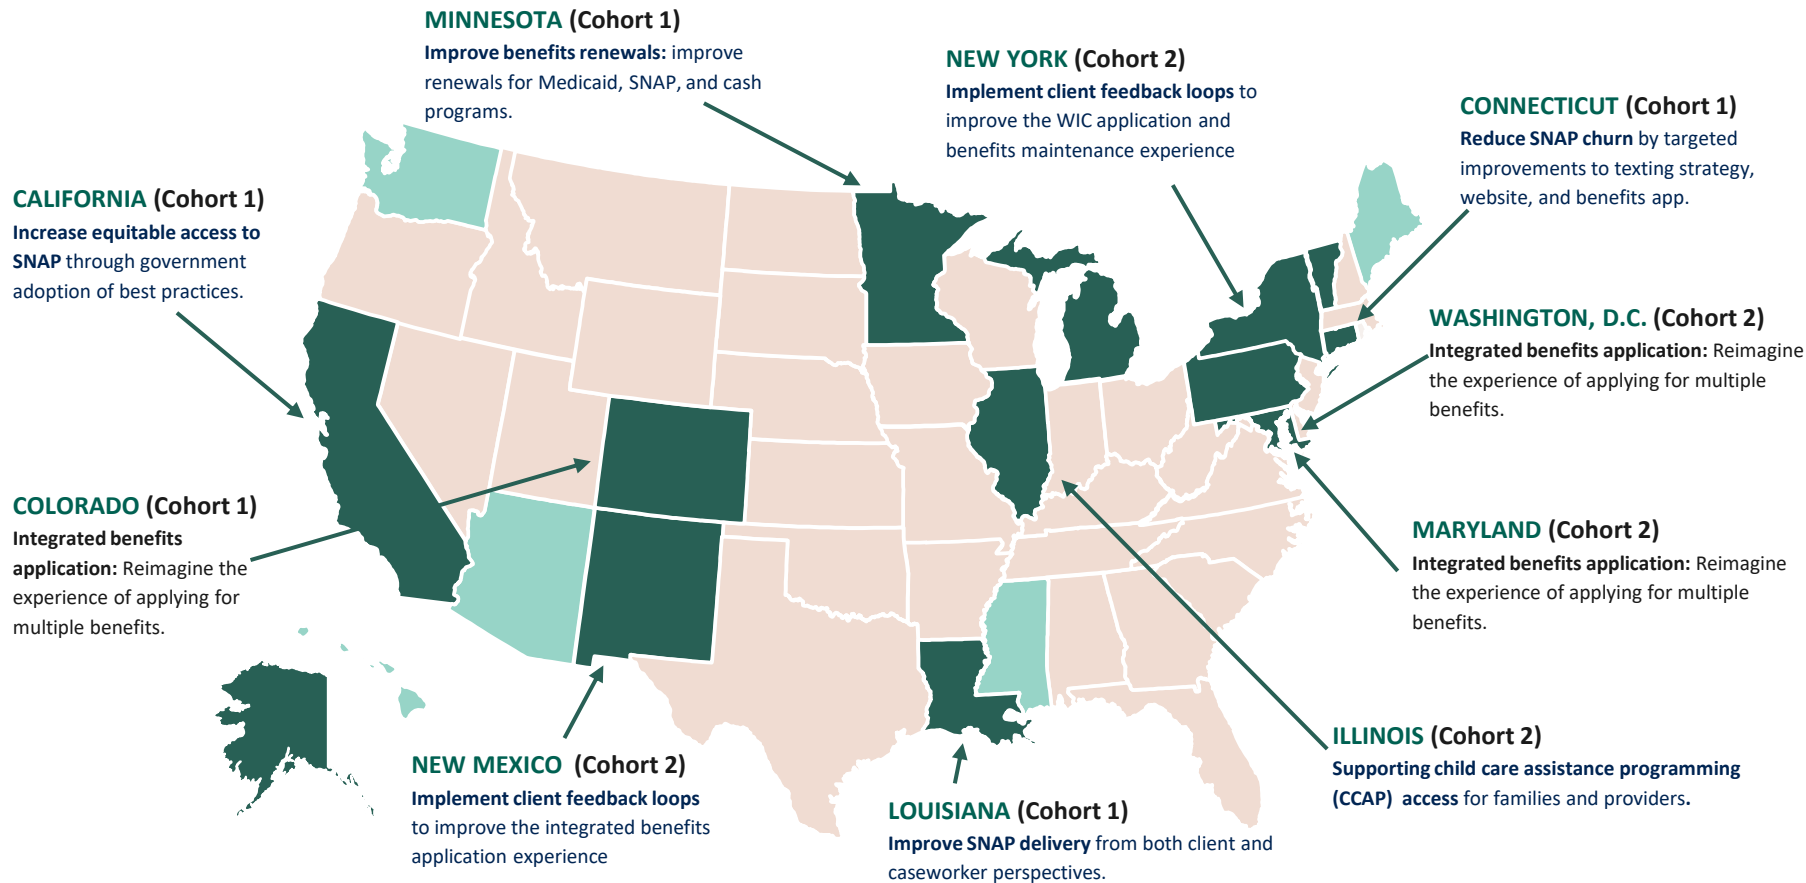 MINNESOTA (Cohort 1)
Improve benefits renewals: improve
renewals for Medicaid, SNAP, and cash
programs.
NEW YORK (Cohort 2)
Implement client feedback loops to
improve the WIC application and
benefits maintenance experience
CONNECTICUT (Cohort 1)
Reduce SNAP churn by targeted
improvements to texting strategy,
website, and benefits app.
CALIFORNIA (Cohort 1)
Increase equitable access to
SNAP through government
adoption of best practices.
WASHINGTON, D.C. (Cohort 2)
Integrated benefits application: Reimagine
the experience of applying for multiple
benefits.
COLORADO (Cohort 1)
Integrated benefits
application: Reimagine the
experience of applying for
multiple benefits.
MARYLAND (Cohort 2)
Integrated benefits application: Reimagine
the experience of applying for multiple
benefits.
NEW MEXICO (Cohort 2)
Implement client feedback loops
to improve the integrated benefits
application experience
LOUISIANA (Cohort 1)
Improve SNAP delivery from both client and
caseworker perspectives.
ILLINOIS (Cohort 2)
Supporting child care assistance programming
(CCAP) access for families and providers.